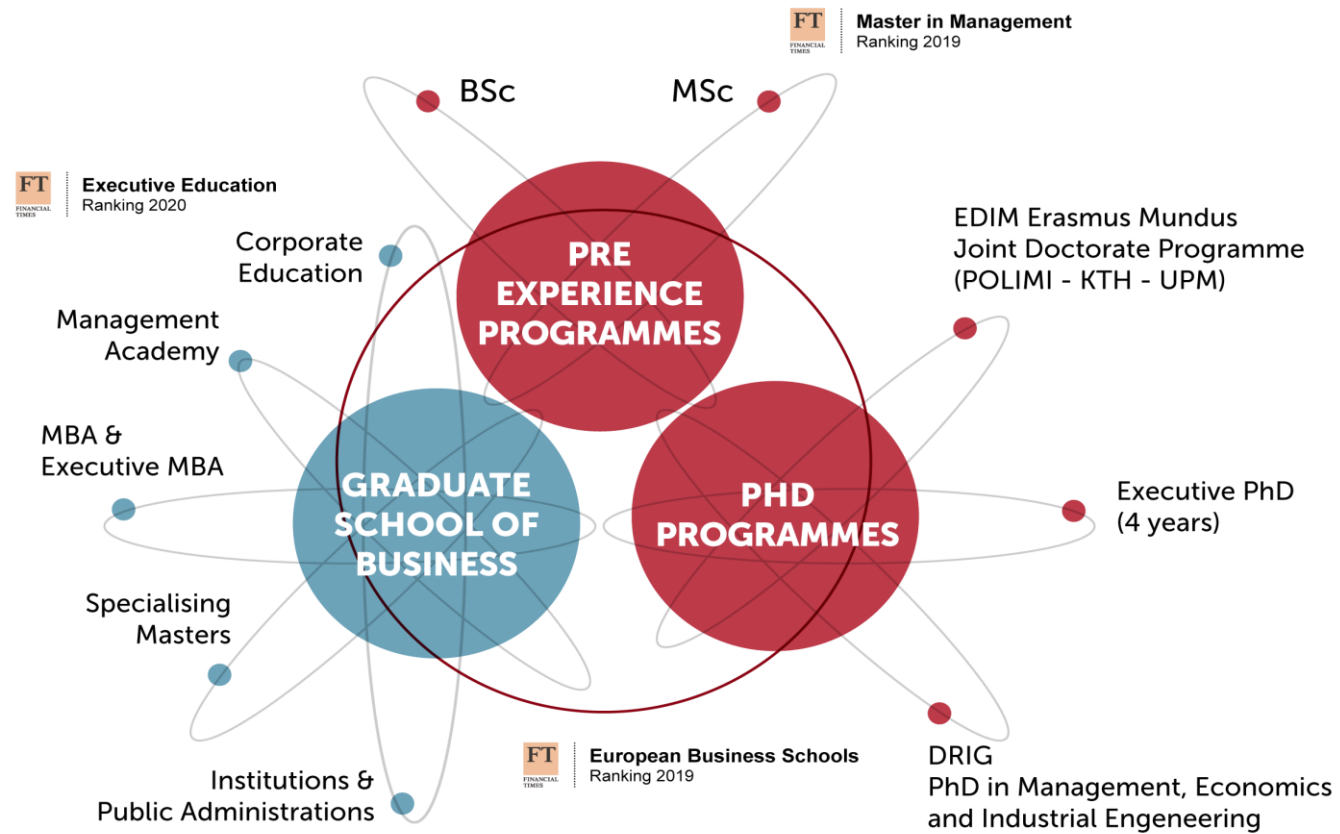 FT
FINANCIAL
TIMES
Master in Management
Ranking 2019
BSc
MSc
FT
FINANCIAL
TIMES
Executive Education
Ranking 2020
Corporate
Education
PRE
EXPERIENCE
PROGRAMMES
EDIM Erasmus Mundus
Joint Doctorate Programme
(POLIMI - KTH - UPM)
Management
Academy
MBA &
Executive MBA
GRADUATE
SCHOOL OF
BUSINESS
PHD
PROGRAMMES
Executive PhD
(4 years)
Specialising
Masters
Institutions &
Public Administrations
FT
FINANCIAL
TIMES
European Business Schools
Ranking 2019
DRIG
PhD in Management, Economics
and Industrial Engeneering